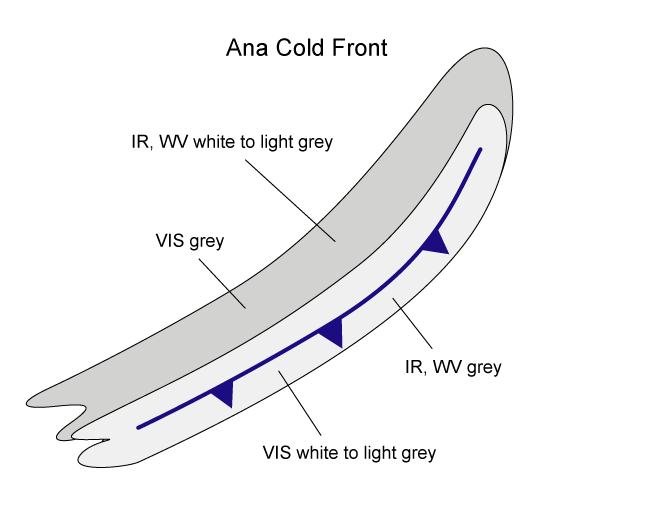 Ana Cold Front
IR, WV white to light grey
VIS grey
IR, WV grey
VIS white to light grey